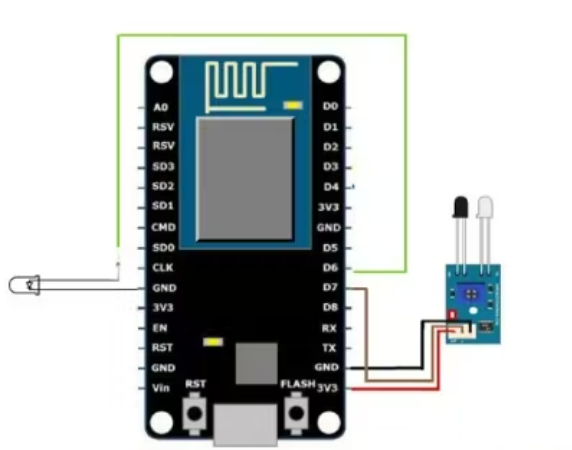 A0
RSV
RSV
SD3
SD2
SD1
CMD
SD0
CLK
GND
3V3
EN
RST
GND
Vin
D0
D1
D2
D3
D4
3V3
GND
D5
D6
D7
D8
RX
TX
GND
3V3
RST
FLASH